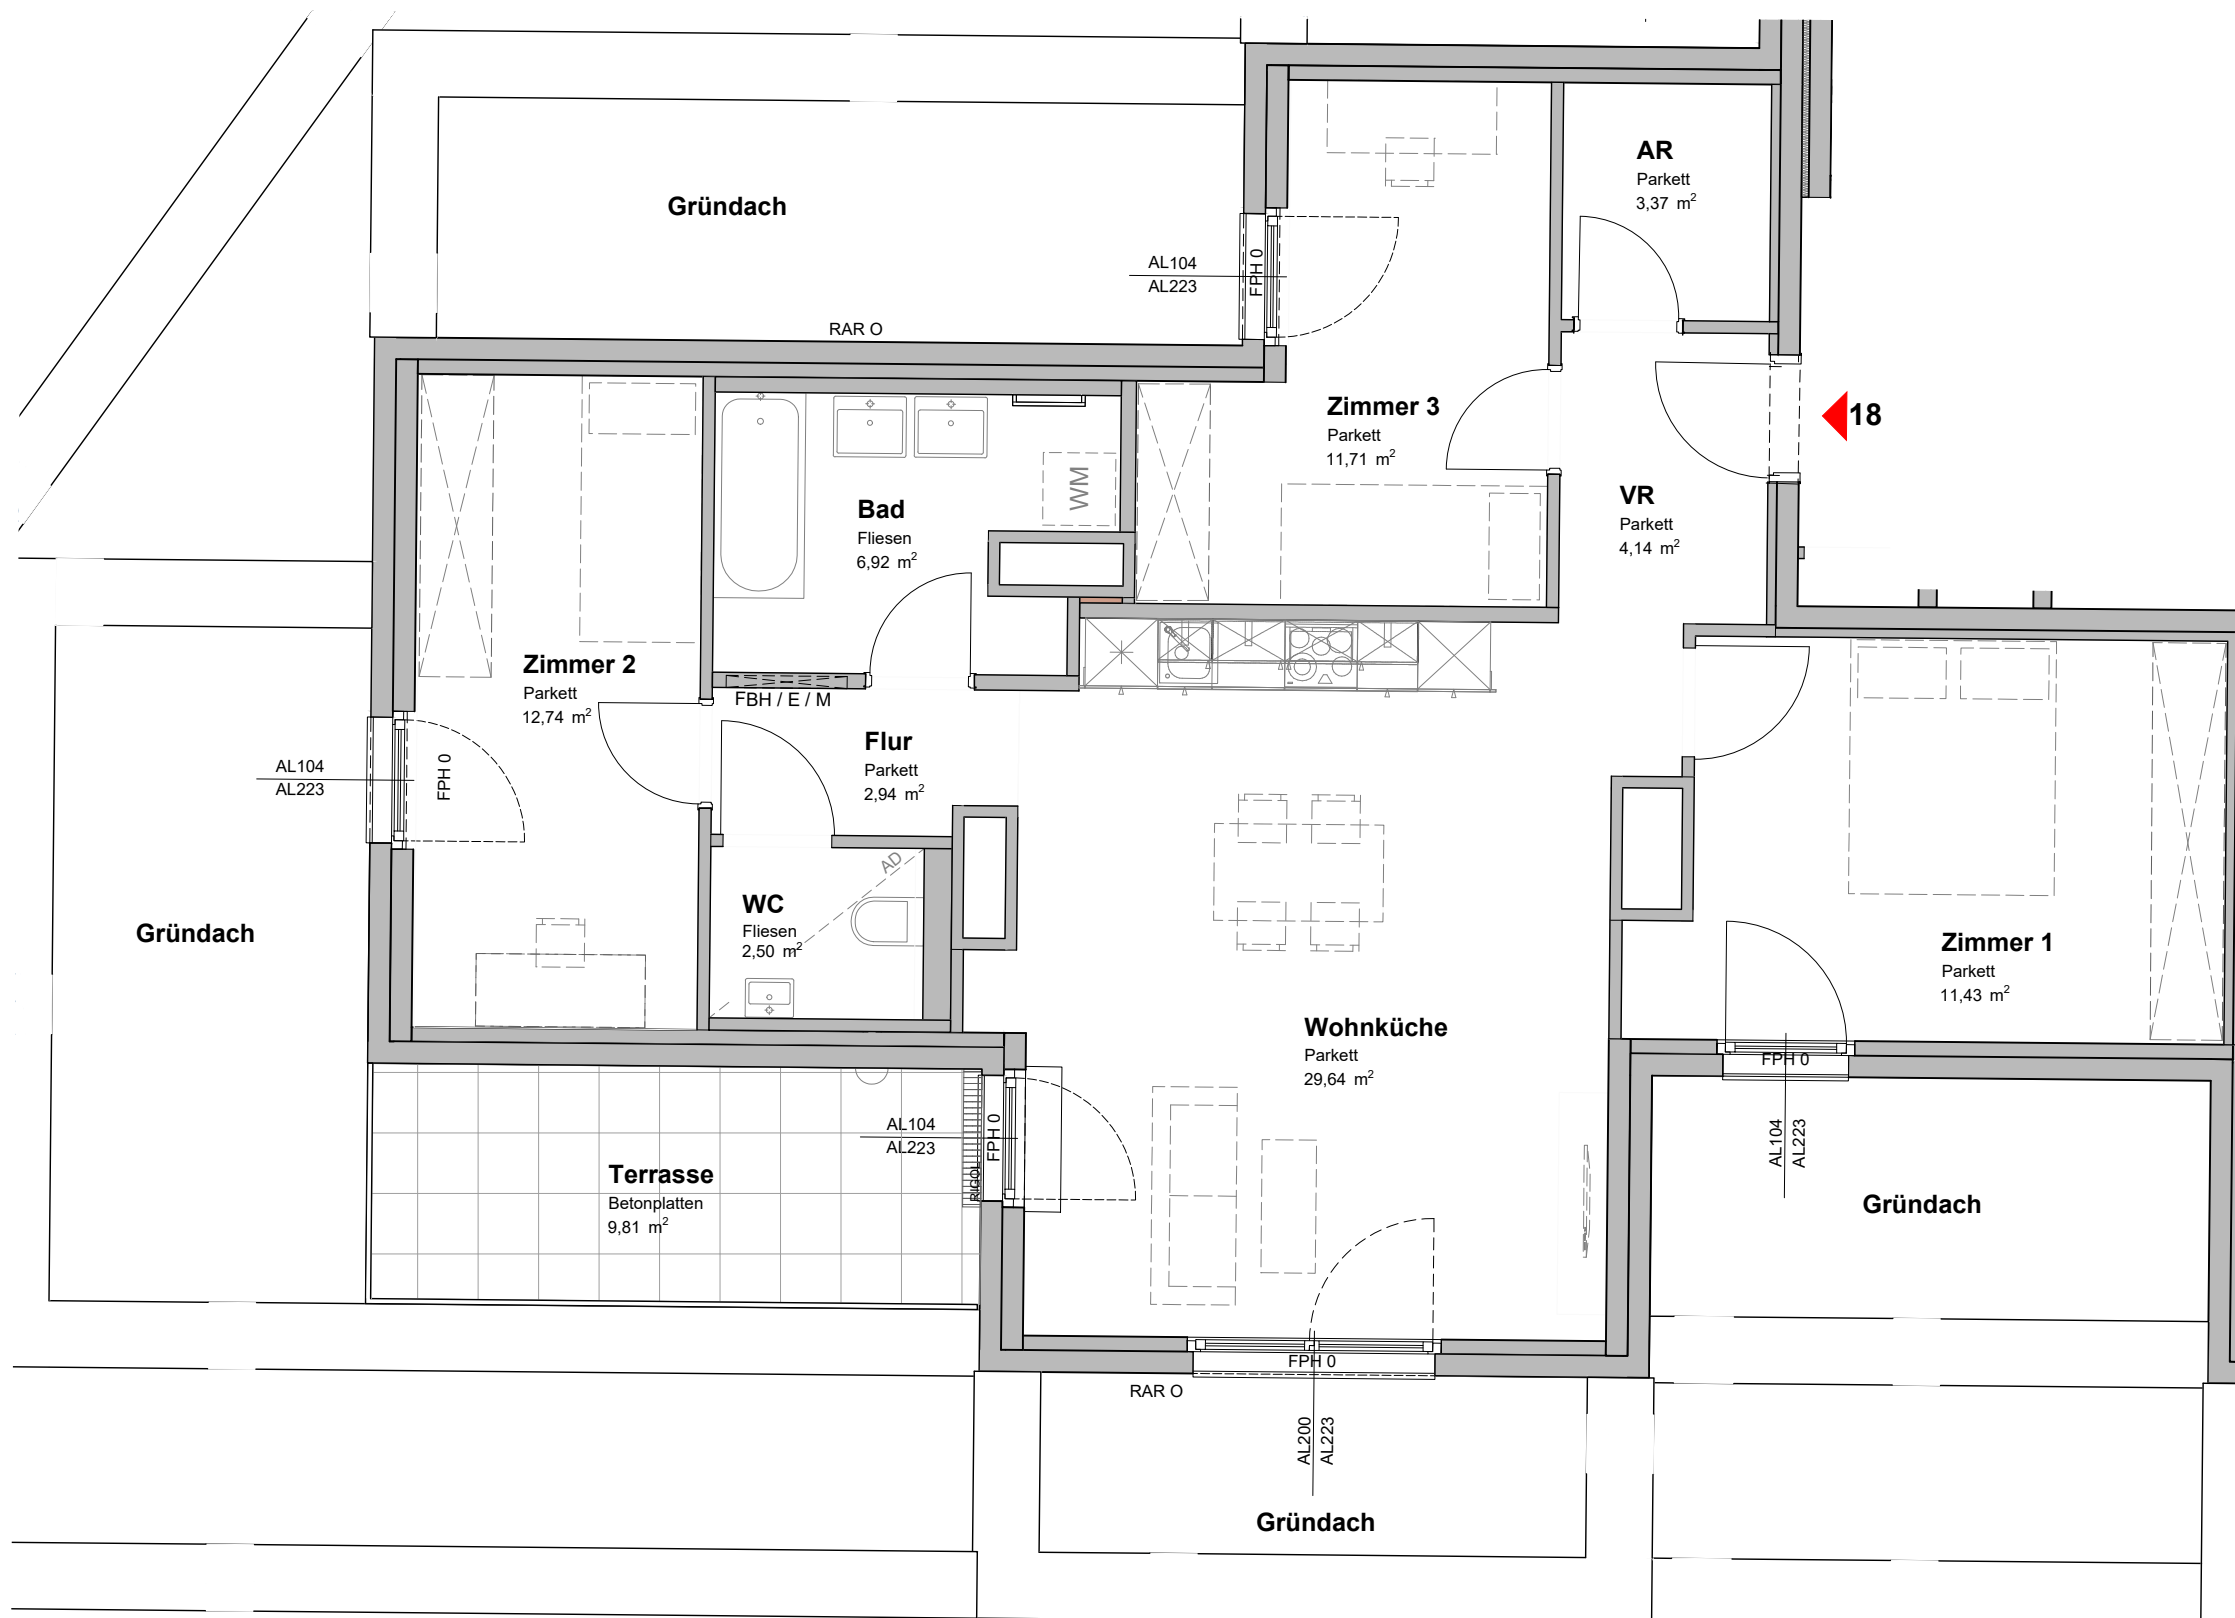 AR
Parkett
3,37 m²
Gründach
AL104
AL223
FPH 0
RAR O
Zimmer 3
Parkett
11,71 m²
18
VR
Parkett
4,14 m²
Bad
Fliesen
6,92 m²
WM
Zimmer 2
Parkett
12,74 m²
FBH / E / M
Flur
Parkett
2,94 m²
AL104
AL223
FPH 0
AD
WC
Fliesen
2,50 m²
Gründach
Zimmer 1
Parkett
11,43 m²
Wohnküche
Parkett
29,64 m²
FPH 0
AL104
AL223
AL104
AL223
FPH 0
RIGOL
Terrasse
Betonplatten
9,81 m²
Gründach
FPH 0
RAR O
AL200
AL223
Gründach